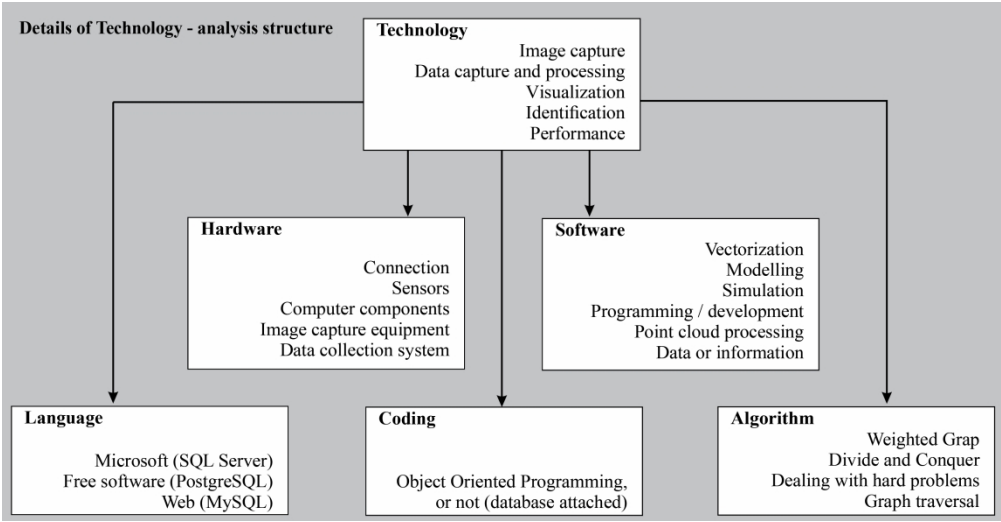 Details of Technology - analysis structure
Technology
Image capture
Data capture and processing
Visualization
Identification
Performance
Hardware
Connection
Sensors
Computer components
Image capture equipment
Data collection system
Software
Vectorization
Modelling
Simulation
Programming / development
Point cloud processing
Data or information
Language
Microsoft (SQL Server)
Free software (PostgreSQL)
Web (MySQL)
Coding
Object Oriented Programming,
or not (database attached)
Algorithm
Weighted Grap
Divide and Conquer
Dealing with hard problems
Graph traversal